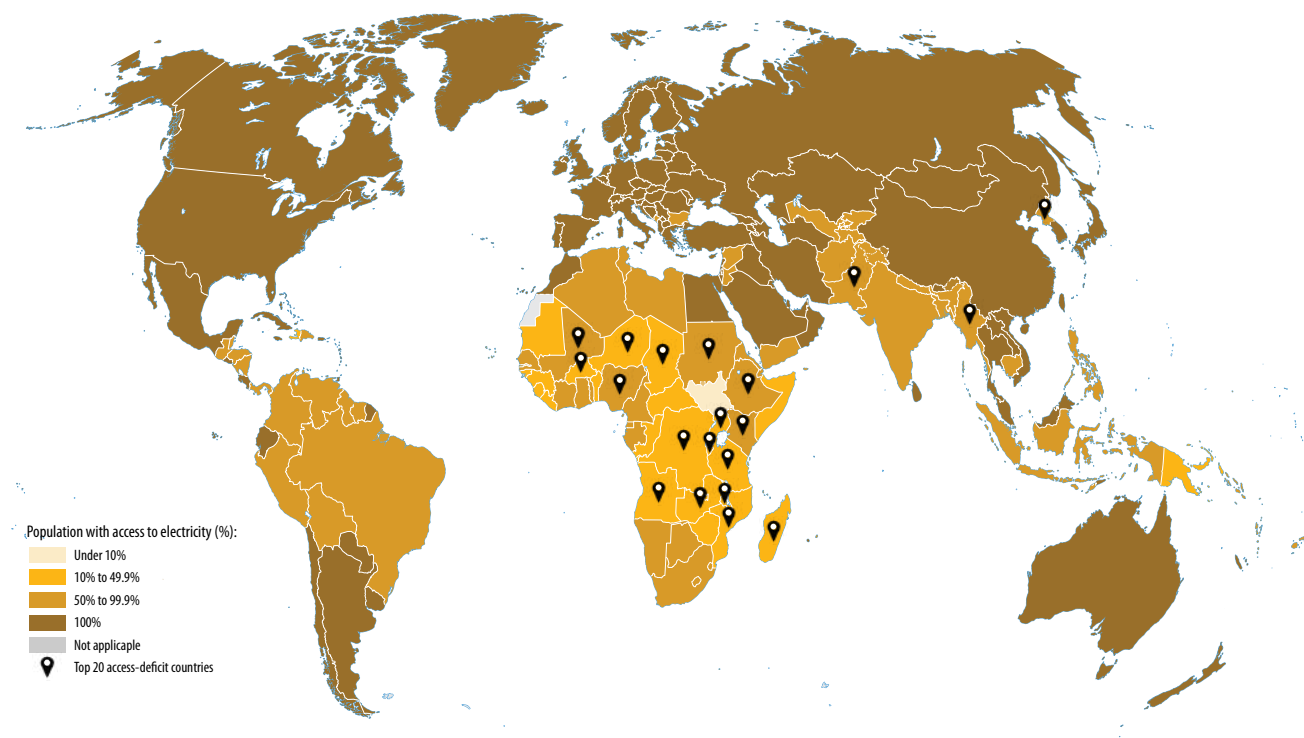 Population with access to electricity (%):
Under 10%
10% to 49.9%
50% to 99.9%
100%
Not applicaple
Top 20 access-deficit countries